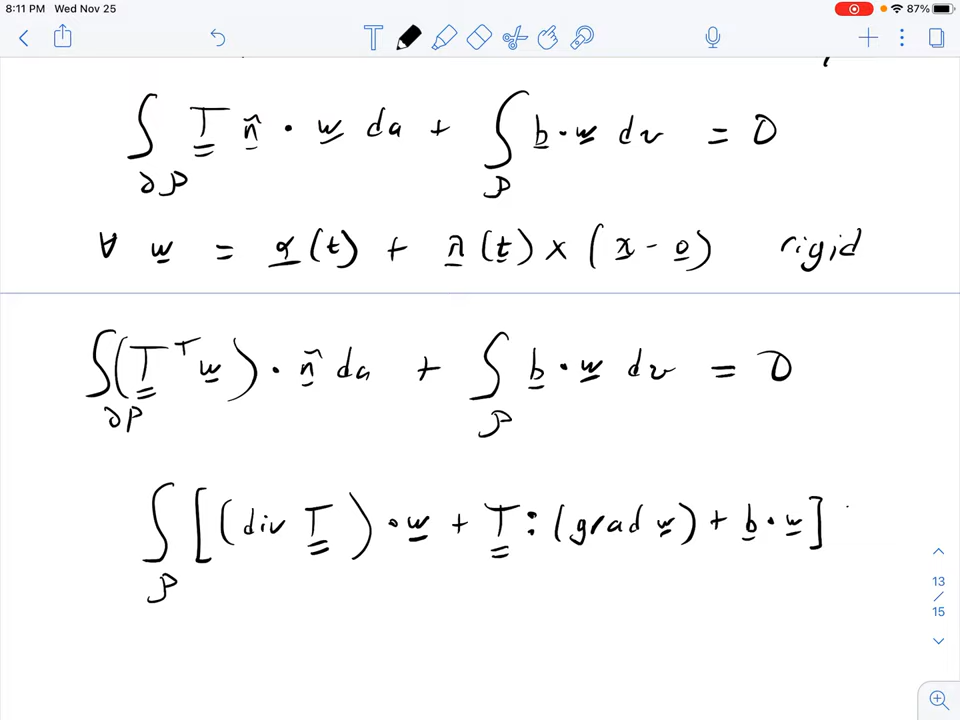 8:11 PM Wed Nov 25 87%
∫_∂P T n̂ · w da + ∫_P b · w dv = 0
∀ w = α(t) + λ(t) × (x - o) rigid
∫_∂P (T^T w) · n̂ da + ∫_P b · w dv = 0
∫_P [(div T) · w + T : (grad w) + b · w]
13
/
15